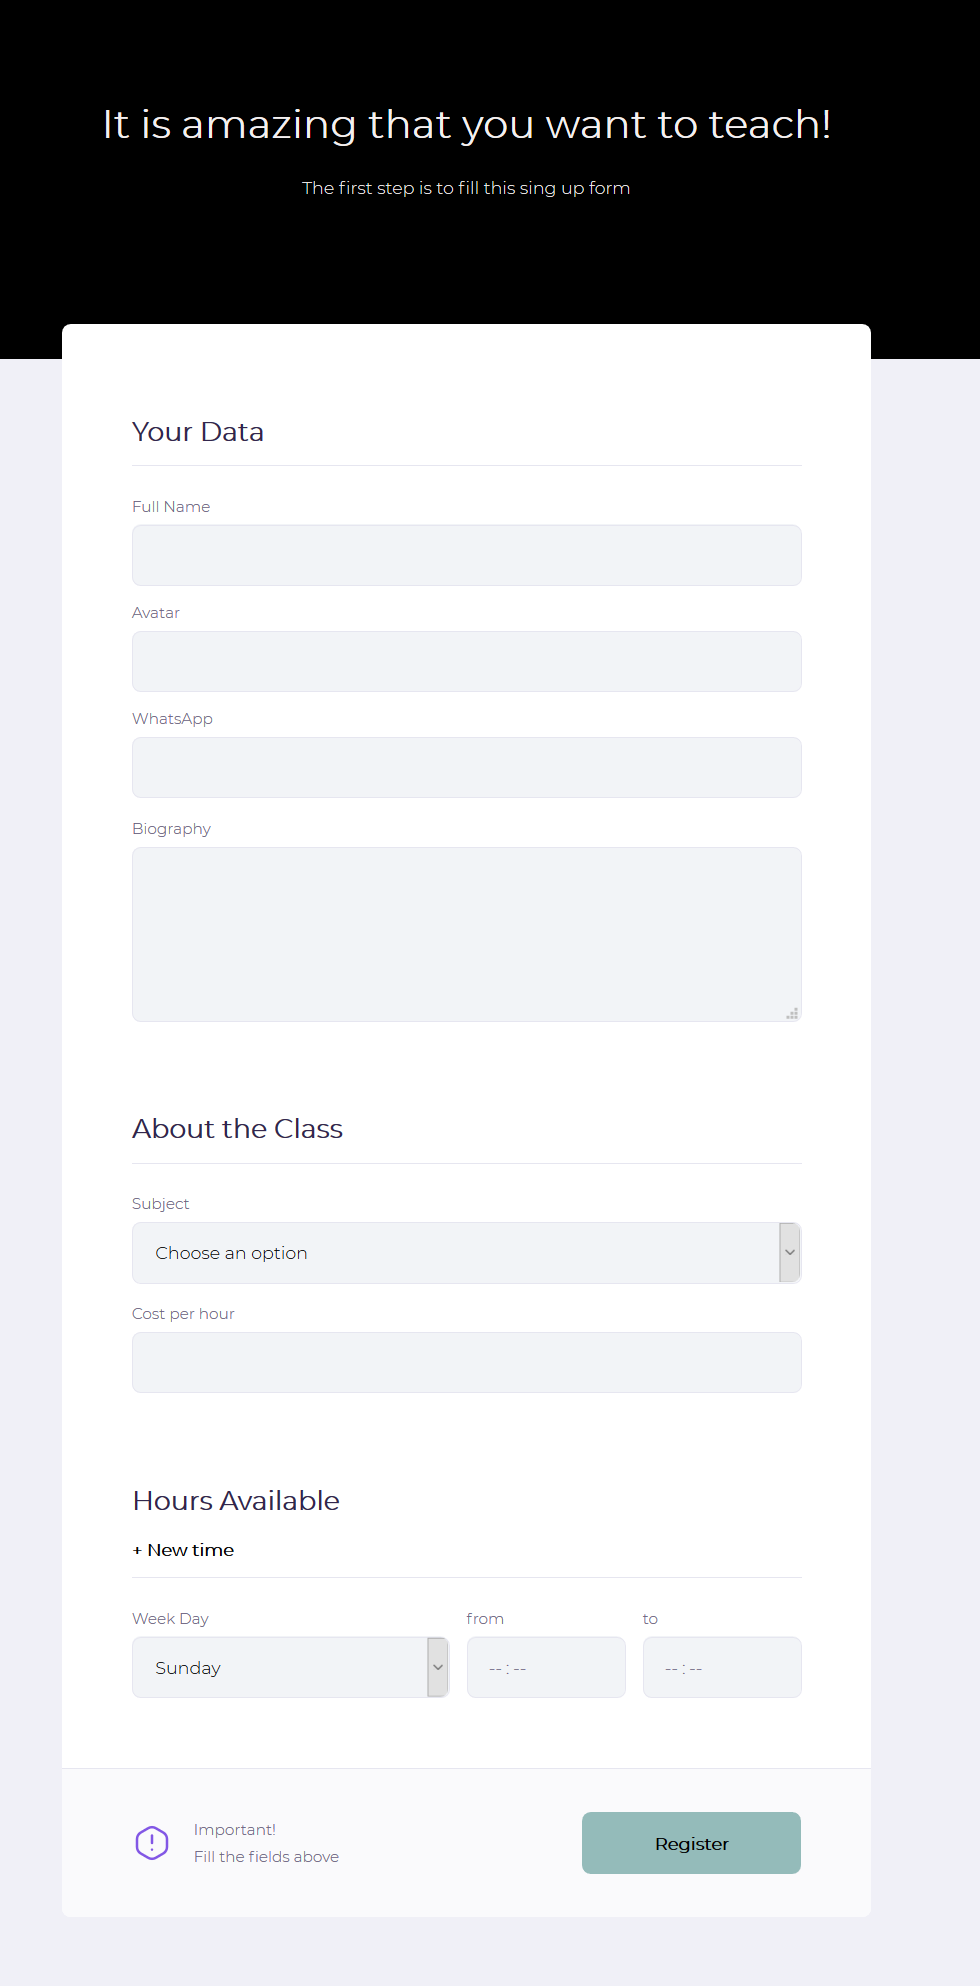 It is amazing that you want to teach!
The first step is to fill this sing up form
Your Data
Full Name
Avatar
WhatsApp
Biography
About the Class
Subject
Choose an option
Cost per hour
Hours Available
+ New time
Week Day from to
Sunday --:-- --:--
Important!
Fill the fields above
Register